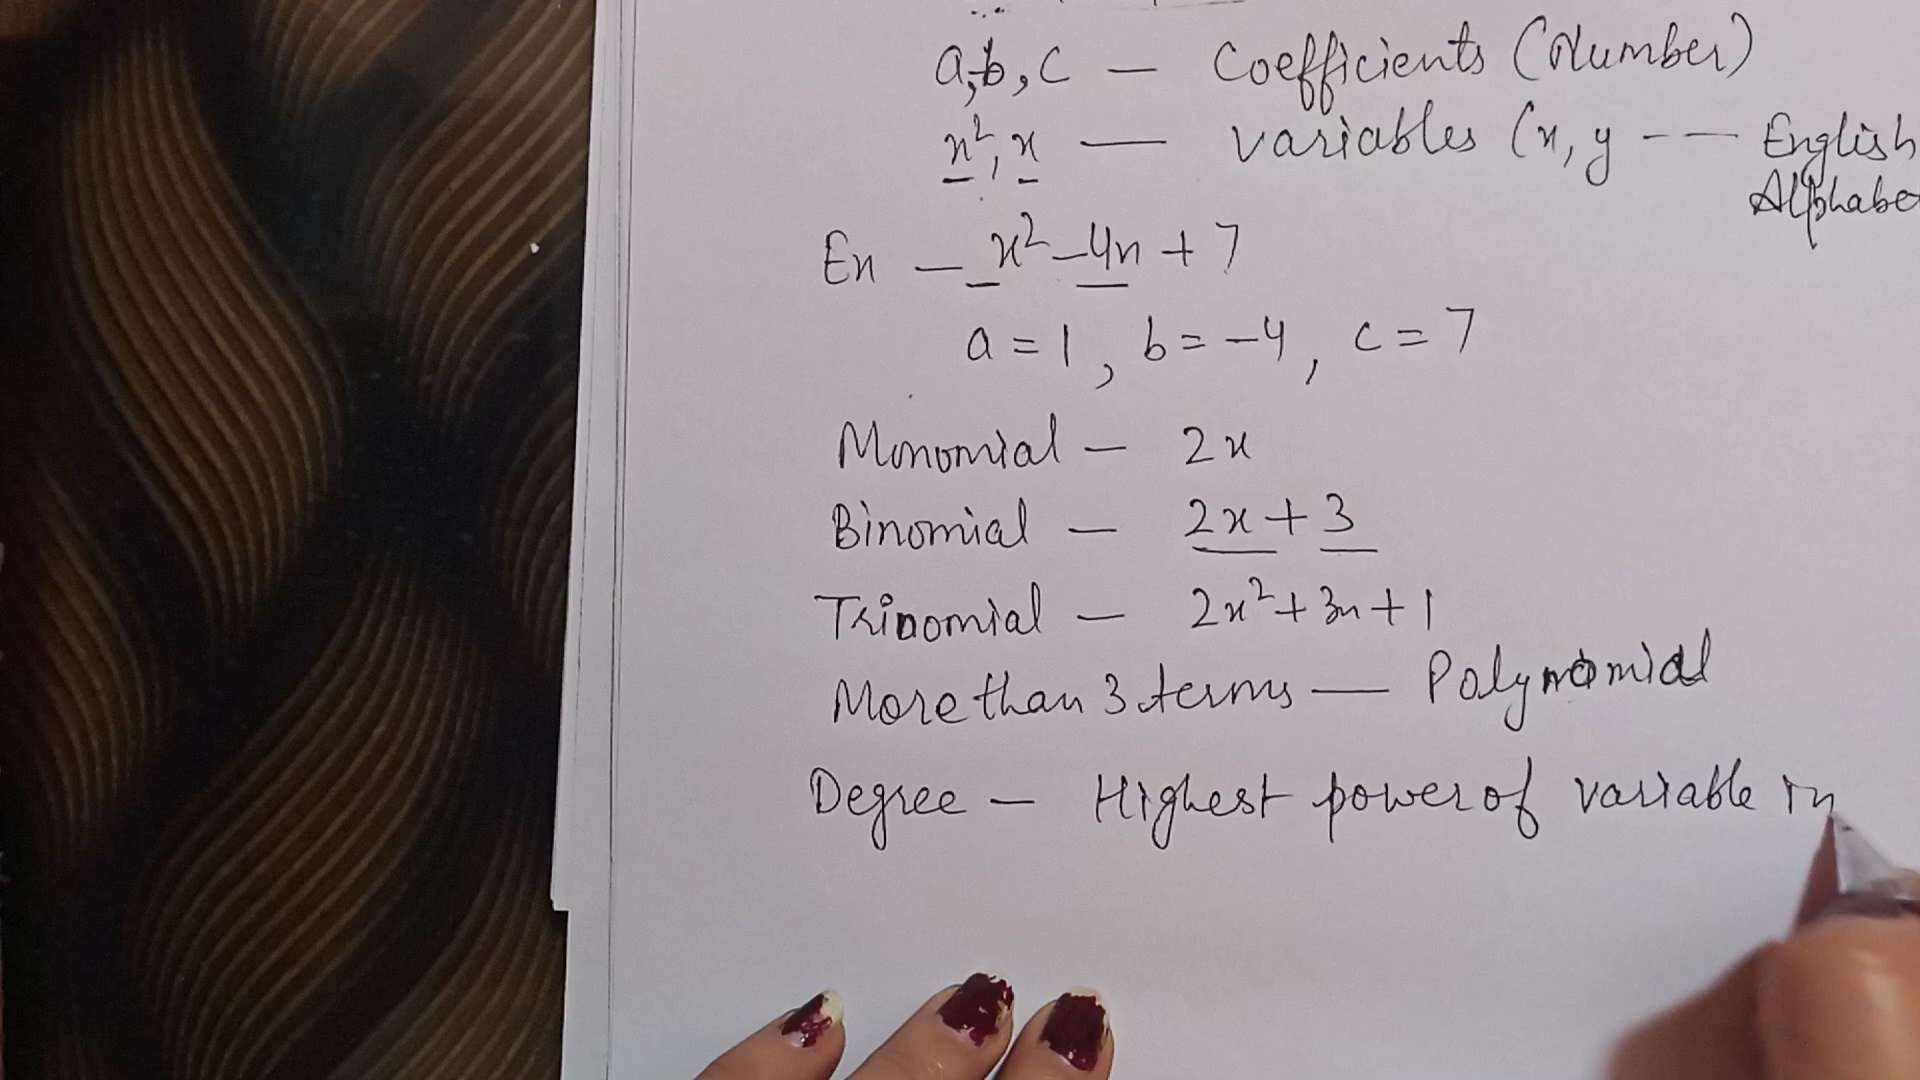 a, b, c — Coefficients (Number)
x², x — variables (x, y --- English
Alphabe
Ex — x² - 4x + 7
a = 1, b = -4, c = 7
Monomial — 2x
Binomial — 2x + 3
Trinomial — 2x² + 3x + 1
More than 3 terms — Polynomial
Degree — Highest power of variable in